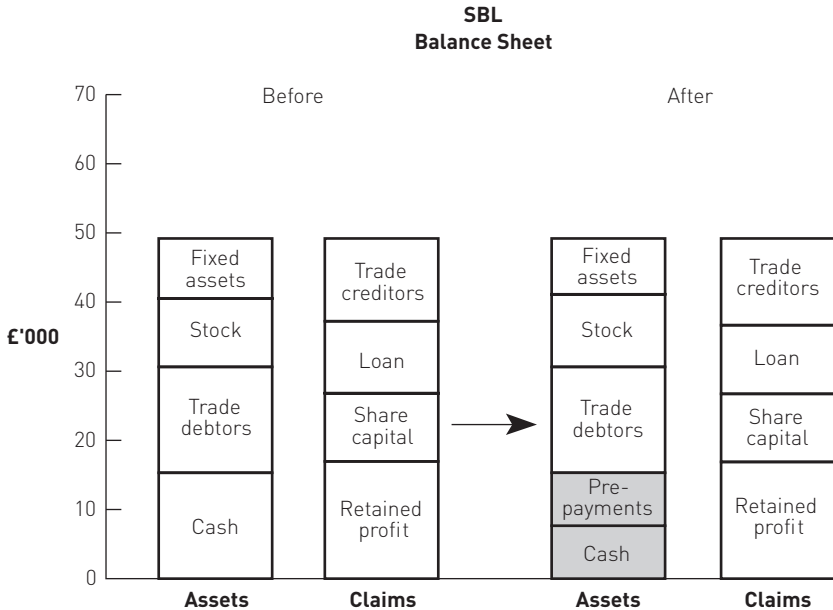 SBL
Balance Sheet
Before
After
70
60
50
40
30
20
10
0
£'000
Fixed
assets
Stock
Trade
debtors
Cash
Trade
creditors
Loan
Share
capital
Retained
profit
Fixed
assets
Stock
Trade
debtors
Pre-
payments
Cash
Trade
creditors
Loan
Share
capital
Retained
profit
Assets
Claims
Assets
Claims